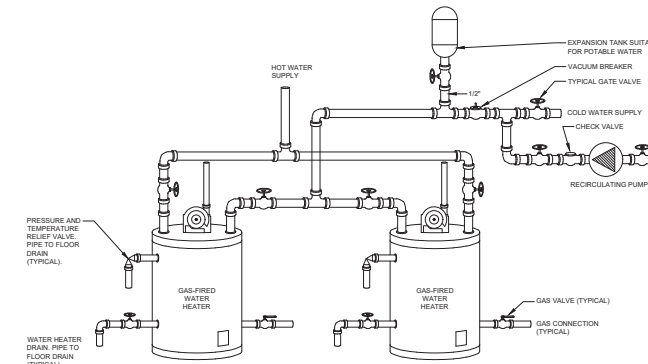 EXPANSION TANK
FOR POTABLE WATER
HOT WATER
SUPPLY
VACUUM BREAKER
TYPICAL GATE VALVE
1/2"
COLD WATER SUPPLY
CHECK VALVE
RECIRCULATING PUMP
PRESSURE AND
TEMPERATURE
RELIEF VALVE.
PIPE TO FLOOR
DRAIN
(TYPICAL).
GAS-FIRED
WATER
HEATER
GAS-FIRED
WATER
HEATER
GAS VALVE (TYPICAL)
GAS CONNECTION
(TYPICAL)
WATER HEATER
DRAIN. PIPE TO
FLOOR DRAIN